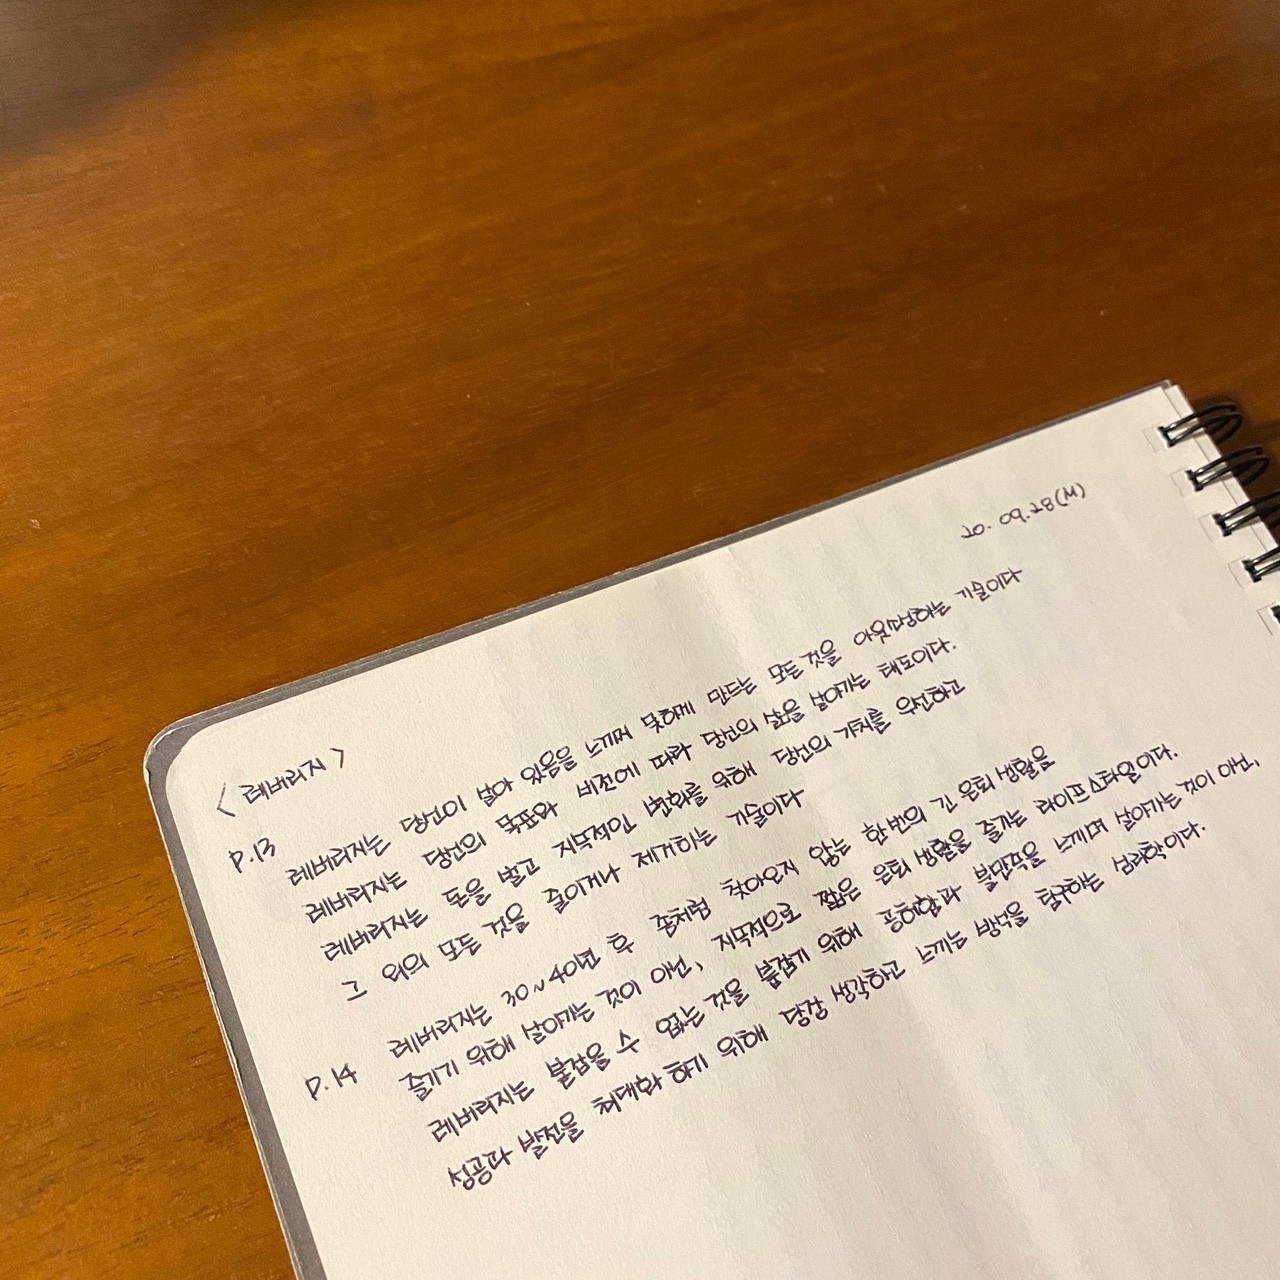 20. 09. 28 (M)
< 레버리지 >
P. 13
레버리지는 당신이 살아 있음을 느끼며 못하게 만드는 모든 것을 아웃소싱하는 기술이다
레버리지는 당신의 목표와 비전에 따라 당신의 삶을 살아가는 태도이다.
레버리지는 돈을 벌고 지속적인 변화를 위해 당신의 가치를 우선하고
그 외의 모든 것을 줄이거나 제거하는 기술이다
P. 14
레버리지는 30~40년 후 좀처럼 찾아오지 않는 한 번의 긴 은퇴 생활을
즐기기 위해 살아가는 것이 아닌, 지속적으로 짧은 은퇴 생활을 즐기는 라이프스타일이다.
레버리지는 붙잡을 수 없는 것을 붙잡기 위해 공허함과 불만족을 느끼며 살아가는 것이 아닌,
성공과 발전을 최대화 하기 위해 당장 생각하고 느끼는 방식을 탐구하는 심리학이다.